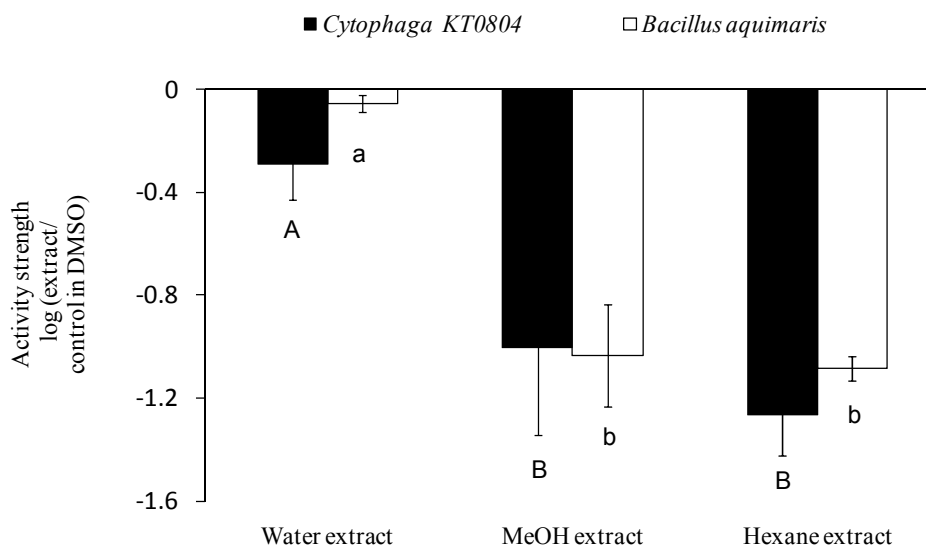 Cytophaga KT0804
Bacillus aquimaris
0
-0.4
-0.8
-1.2
-1.6
Activity strength
log (extract/
control in DMSO)
A
a
B
b
B
b
Water extract
MeOH extract
Hexane extract